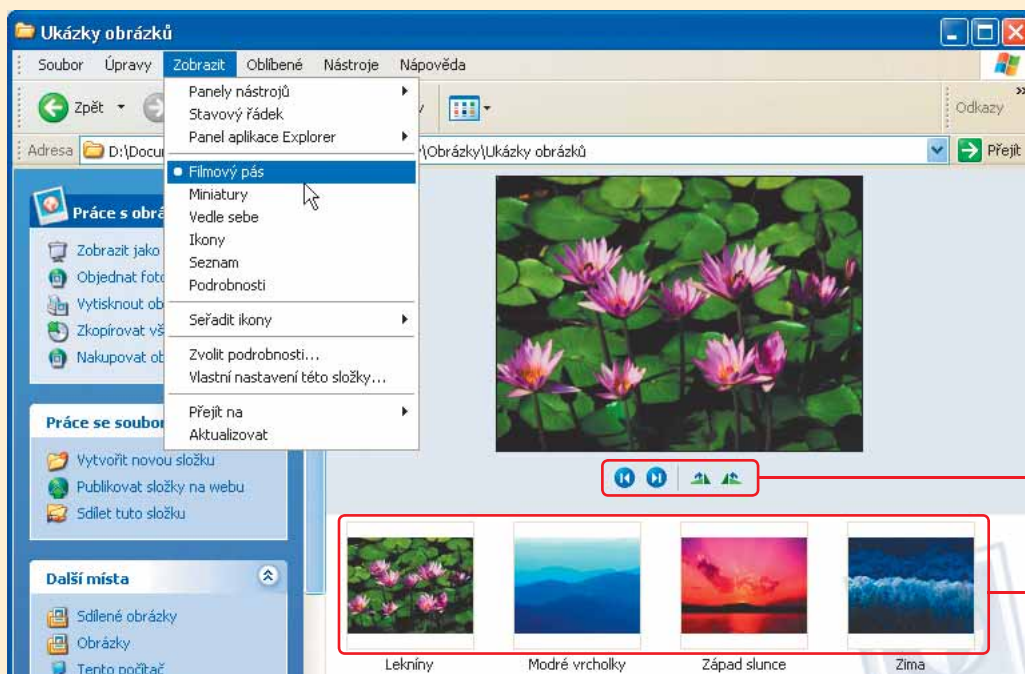 Ukázky obrázků
Soubor Úpravy Zobrazit Oblíbené Nástroje Nápověda
Zpět Odkazy »
Adresa D:\Docu \Obrázky\Ukázky obrázků Přejít
Panely nástrojů
Stavový řádek
Panel aplikace Explorer
Filmový pás
Miniatury
Vedle sebe
Ikony
Seznam
Podrobnosti
Seřadit ikony
Zvolit podrobnosti...
Vlastní nastavení této složky...
Přejít na
Aktualizovat
Práce s obrá
Zobrazit jako
Objednat foto
Vytisknout ob
Zkopírovat vš
Nakupovat ob
Práce se soubor
Vytvořit novou složku
Publikovat složky na webu
Sdílet tuto složku
Další místa
Sdílené obrázky
Obrázky
Tento počítač
Lekníny Modré vrcholky Západ slunce Zima